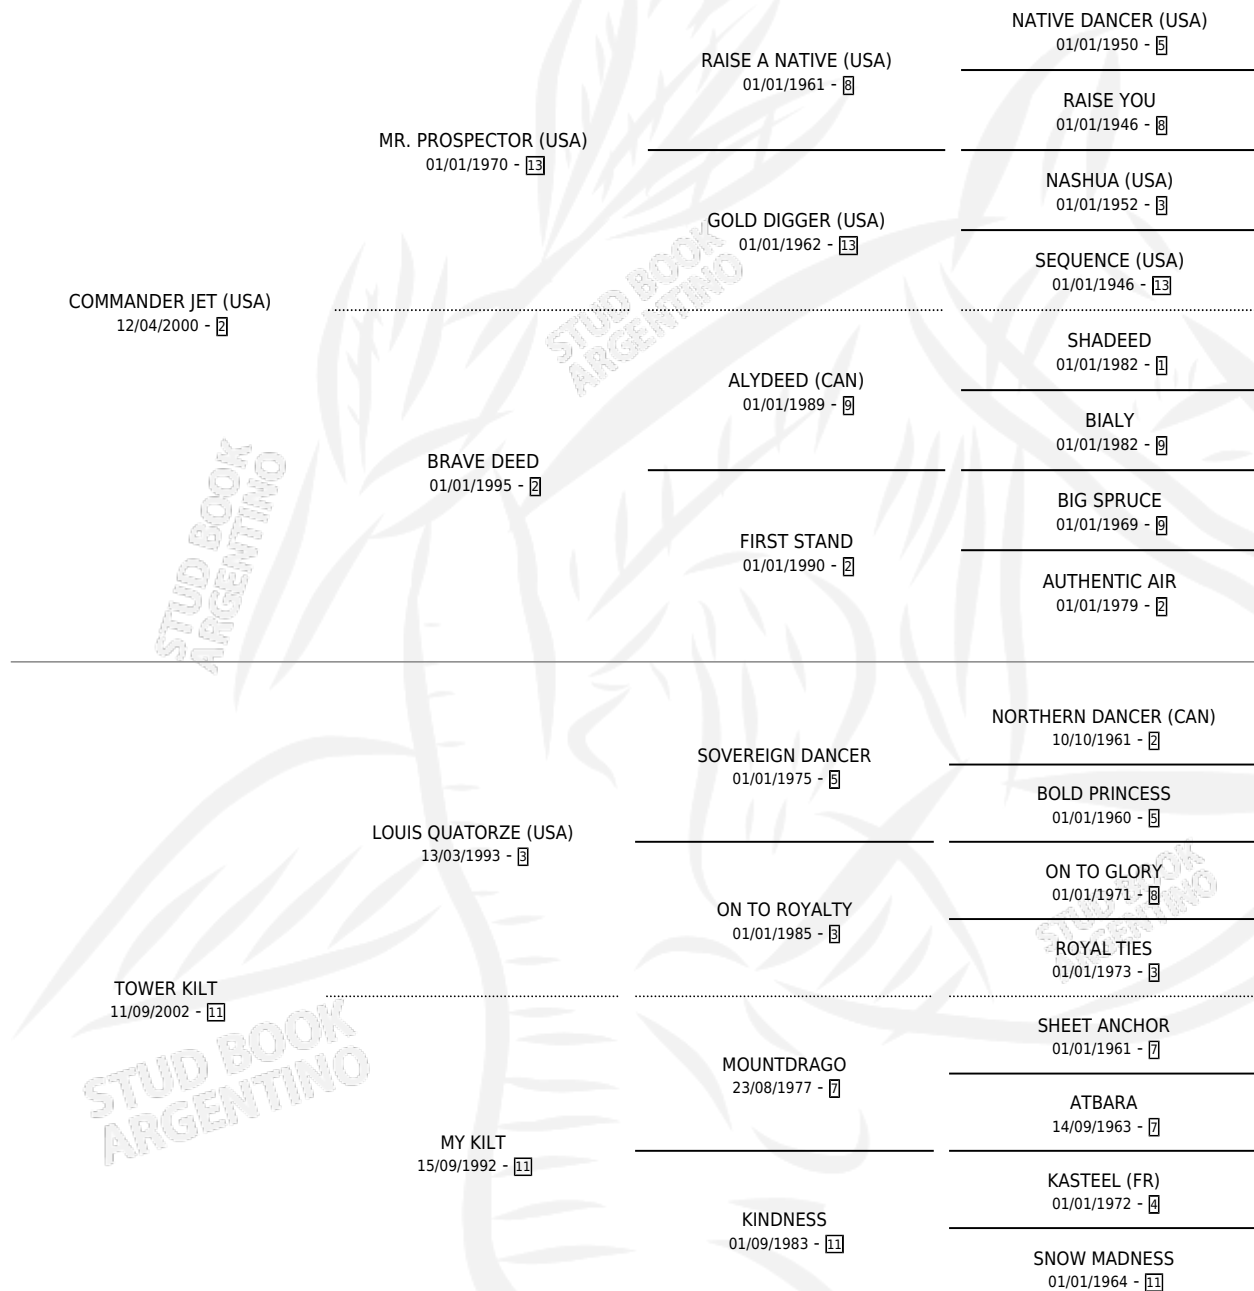 NATIVE DANCER (USA)
01/01/1950 - 5
RAISE A NATIVE (USA)
01/01/1961 - 8
RAISE YOU
01/01/1946 - 8
MR. PROSPECTOR (USA)
01/01/1970 - 13
NASHUA (USA)
01/01/1952 - 3
GOLD DIGGER (USA)
01/01/1962 - 13
SEQUENCE (USA)
01/01/1946 - 13
COMMANDER JET (USA)
12/04/2000 - 2
SHADEED
01/01/1982 - 1
ALYDEED (CAN)
01/01/1989 - 9
BIALY
01/01/1982 - 9
BRAVE DEED
01/01/1995 - 2
BIG SPRUCE
01/01/1969 - 9
FIRST STAND
01/01/1990 - 2
AUTHENTIC AIR
01/01/1979 - 2
NORTHERN DANCER (CAN)
10/10/1961 - 2
SOVEREIGN DANCER
01/01/1975 - 5
BOLD PRINCESS
01/01/1960 - 5
LOUIS QUATORZE (USA)
13/03/1993 - 3
ON TO GLORY
01/01/1971 - 8
ON TO ROYALTY
01/01/1985 - 3
ROYAL TIES
01/01/1973 - 3
TOWER KILT
11/09/2002 - 11
SHEET ANCHOR
01/01/1961 - 7
MOUNTDRAGO
23/08/1977 - 7
ATBARA
14/09/1963 - 7
MY KILT
15/09/1992 - 11
KASTEEL (FR)
01/01/1972 - 4
KINDNESS
01/09/1983 - 11
SNOW MADNESS
01/01/1964 - 11
STUD BOOK
ARGENTINO
STUD BOOK
ARGENTINO
STUD BOOK
ARGENTINO
STUD BOOK
ARGENTINO